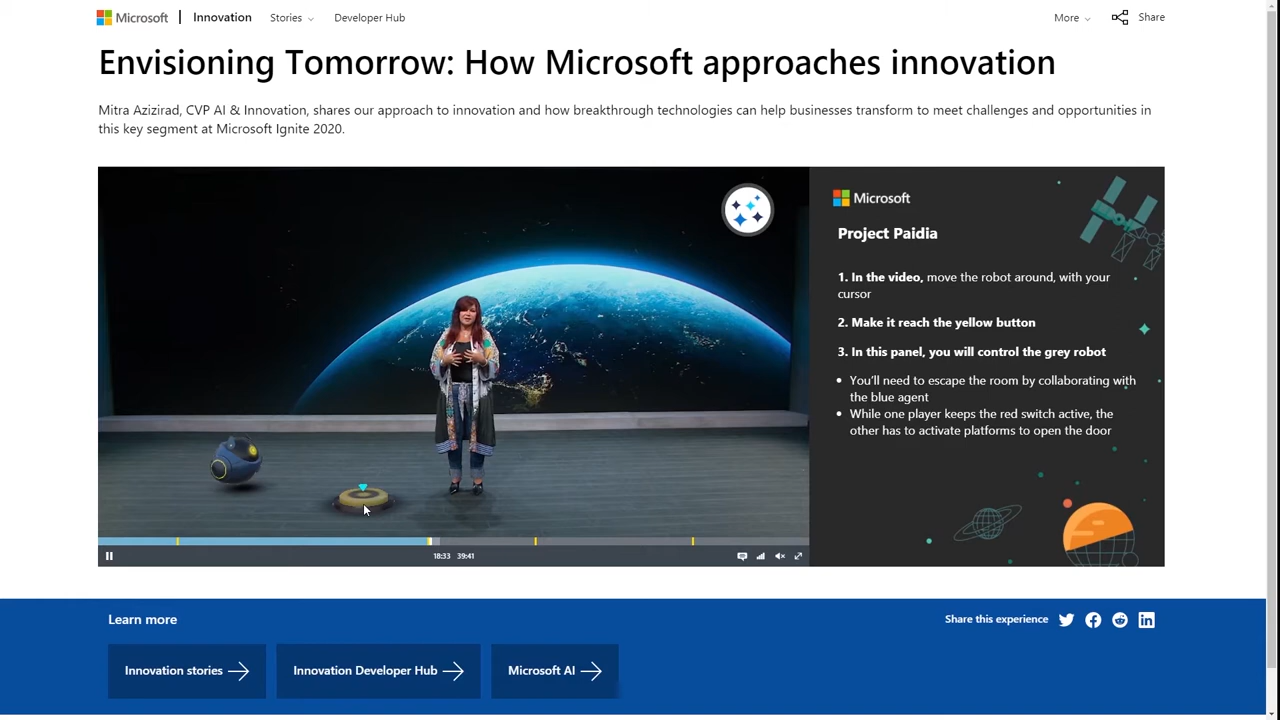 Microsoft | Innovation Stories Developer Hub More Share
Envisioning Tomorrow: How Microsoft approaches innovation
Mitra Azizirad, CVP AI & Innovation, shares our approach to innovation and how breakthrough technologies can help businesses transform to meet challenges and opportunities in
this key segment at Microsoft Ignite 2020.
Microsoft
Project Paidia
1. In the video, move the robot around, with your
cursor
2. Make it reach the yellow button
3. In this panel, you will control the grey robot
• You'll need to escape the room by collaborating with
the blue agent
• While one player keeps the red switch active, the
other has to activate platforms to open the door
18:33 39:41
Learn more
Share this experience
Innovation stories
Innovation Developer Hub
Microsoft AI